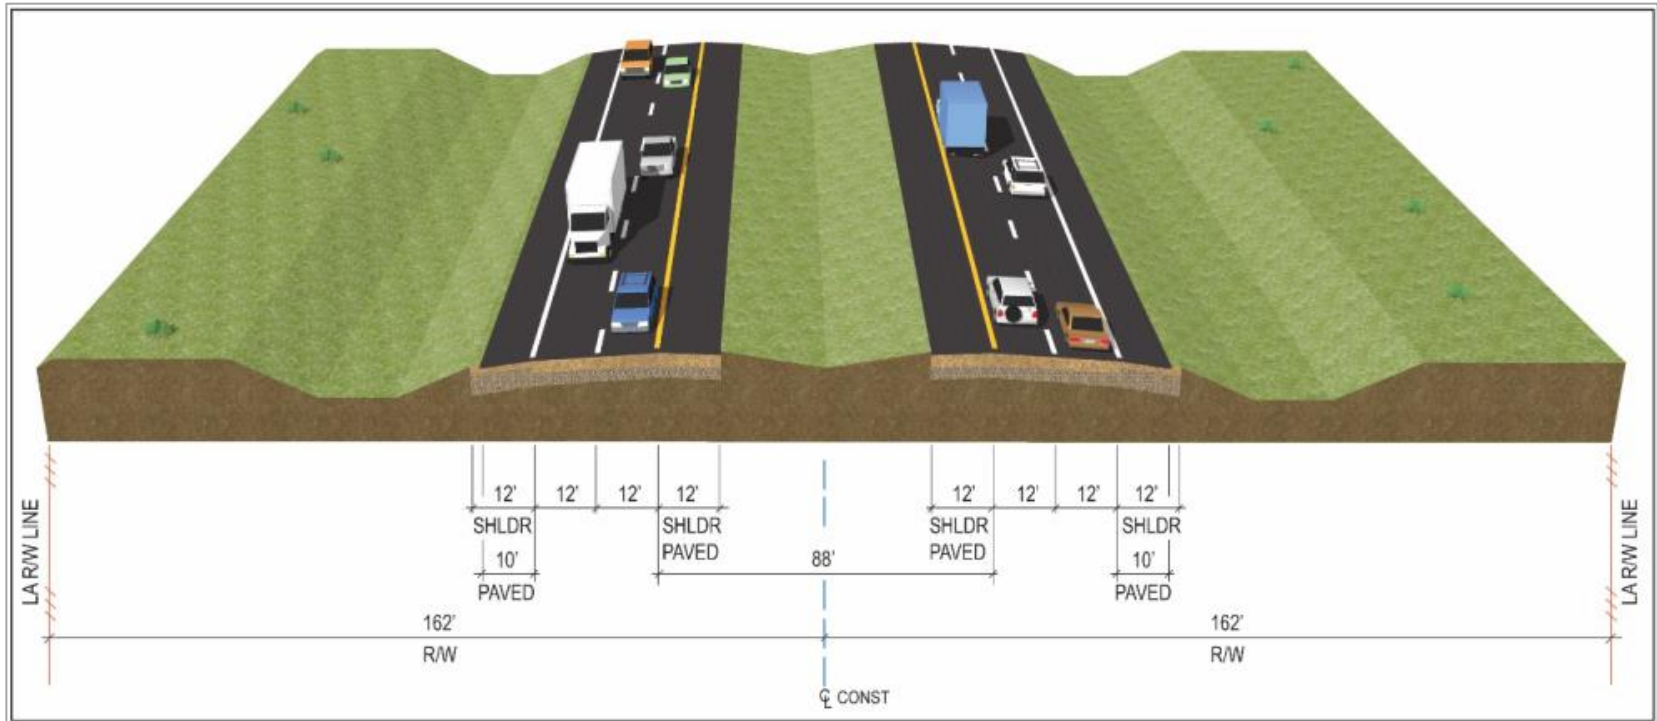 12' 12' 12' 12' 12' 12' 12' 12'
SHLDR SHLDR SHLDR SHLDR
PAVED PAVED
10' 88' 10'
PAVED PAVED
LA R/W LINE LA R/W LINE
162' 162'
R/W R/W
℄ CONST